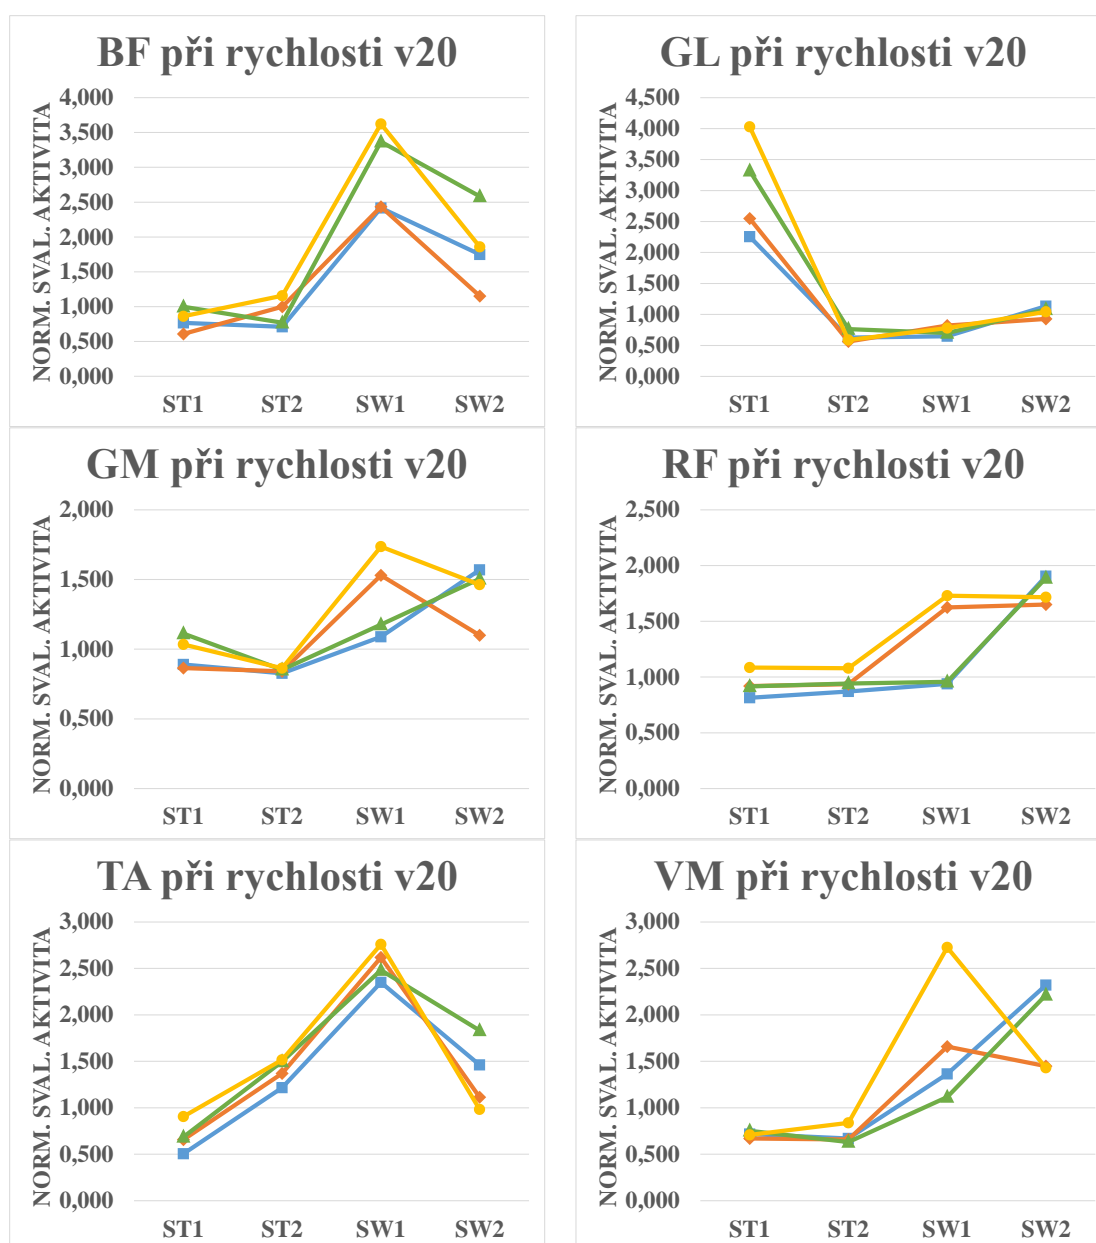 BF při rychlosti v20
NORM. SVAL. AKTIVITA
4,000
3,500
3,000
2,500
2,000
1,500
1,000
0,500
0,000
ST1 ST2 SW1 SW2
GL při rychlosti v20
NORM. SVAL. AKTIVITA
4,500
4,000
3,500
3,000
2,500
2,000
1,500
1,000
0,500
0,000
ST1 ST2 SW1 SW2
GM při rychlosti v20
NORM. SVAL. AKTIVITA
2,000
1,500
1,000
0,500
0,000
ST1 ST2 SW1 SW2
RF při rychlosti v20
NORM. SVAL. AKTIVITA
2,500
2,000
1,500
1,000
0,500
0,000
ST1 ST2 SW1 SW2
TA při rychlosti v20
NORM. SVAL. AKTIVITA
3,000
2,500
2,000
1,500
1,000
0,500
0,000
ST1 ST2 SW1 SW2
VM při rychlosti v20
NORM. SVAL. AKTIVITA
3,000
2,500
2,000
1,500
1,000
0,500
0,000
ST1 ST2 SW1 SW2